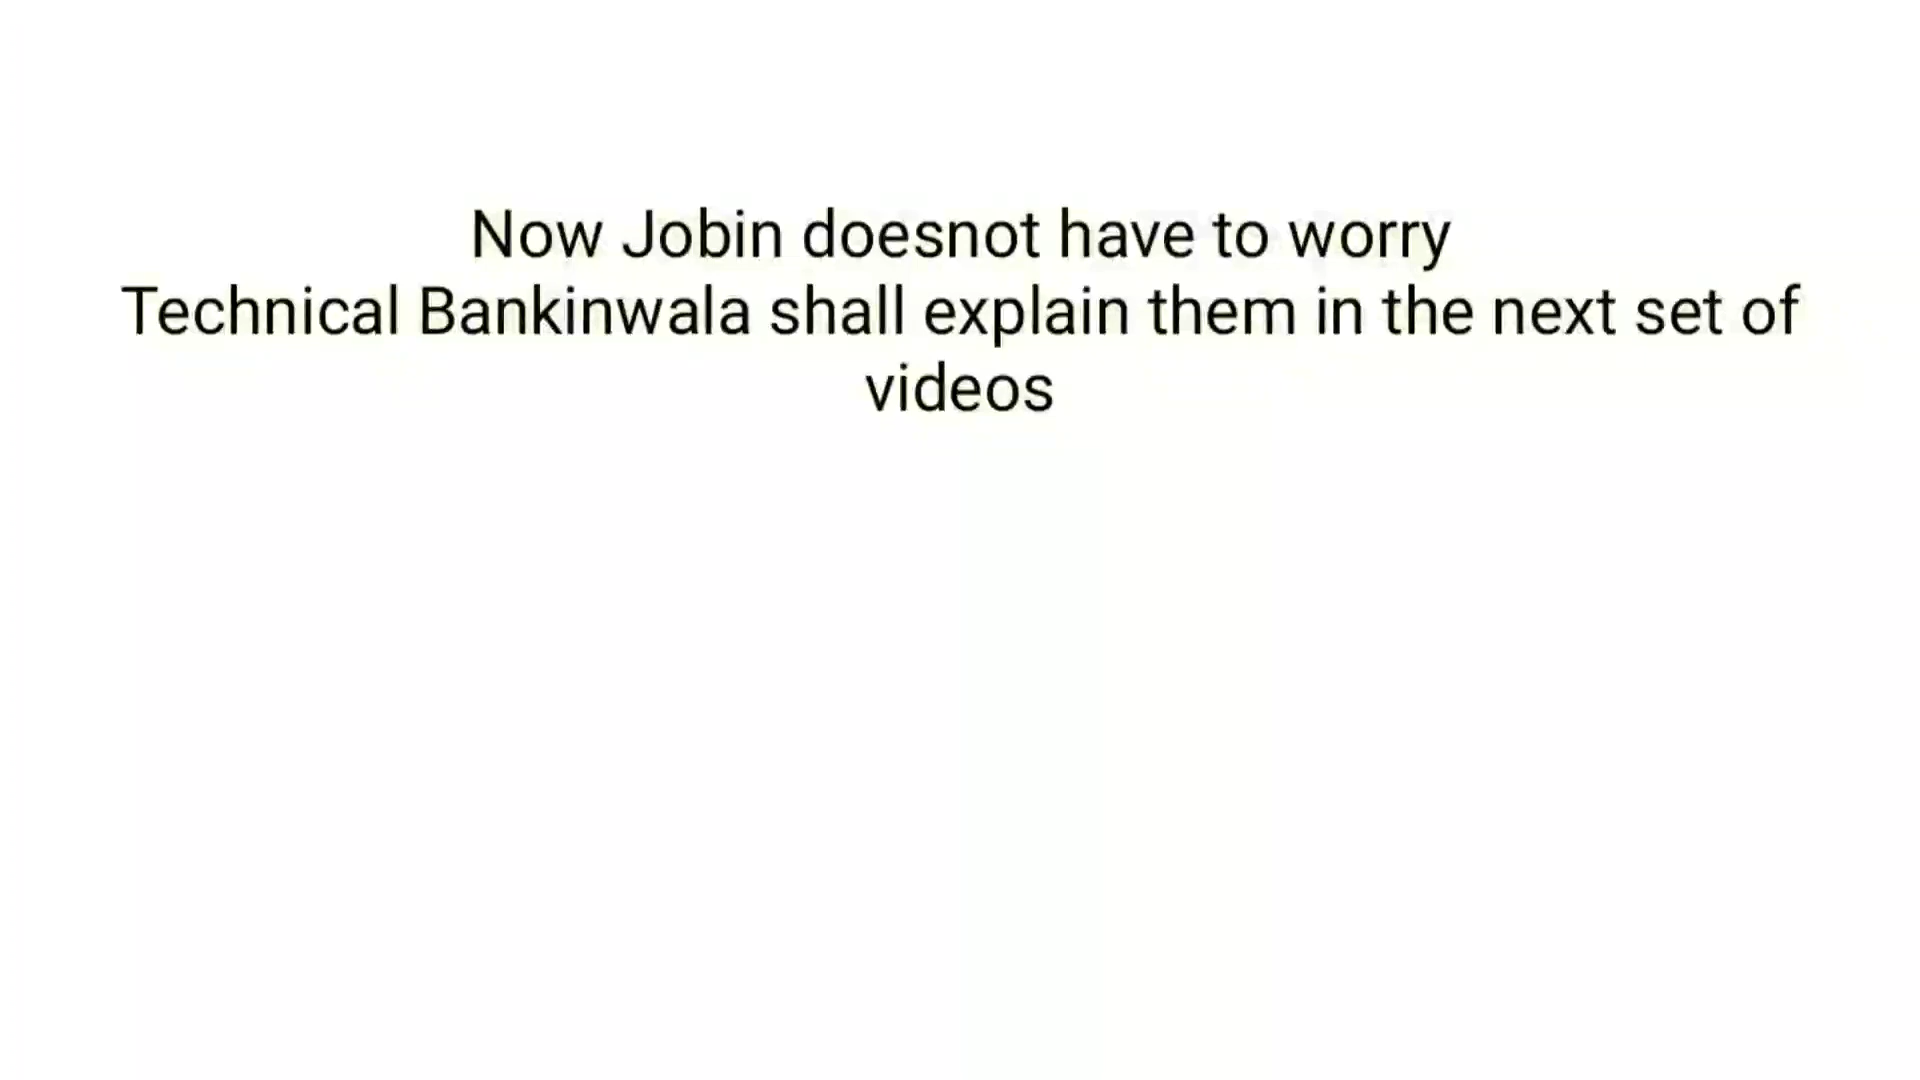 Now Jobin doesnot have to worry
Technical Bankinwala shall explain them in the next set of
videos